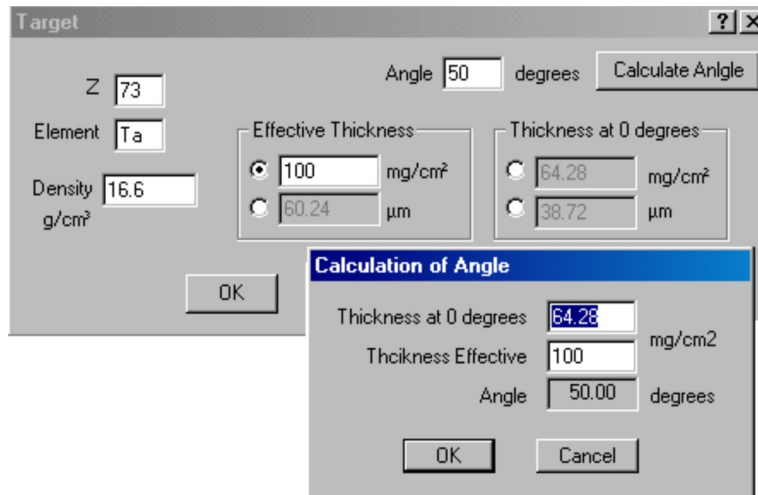 Target
Angle 50 degrees Calculate Anlgle
Z 73
Element Ta
Density 16.6
g/cm³
Effective Thickness
100 mg/cm²
60.24 µm
Thickness at 0 degrees
64.28 mg/cm²
38.72 µm
OK
Calculation of Angle
Thickness at 0 degrees 64.28
mg/cm2
Thcikness Effective 100
Angle 50.00 degrees
OK Cancel